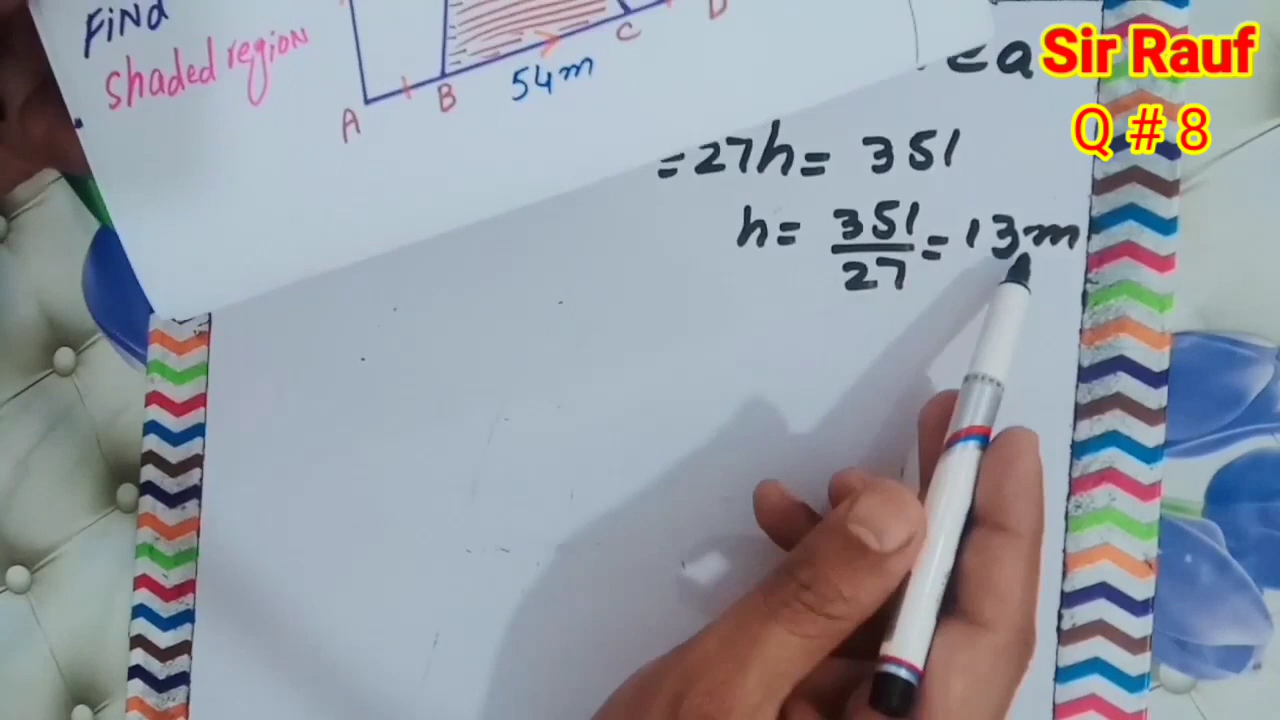 Find
shaded region
A
B
54m
C
D
Sir Rauf
Q # 8
= 27h = 351
h = 351/27 = 13m